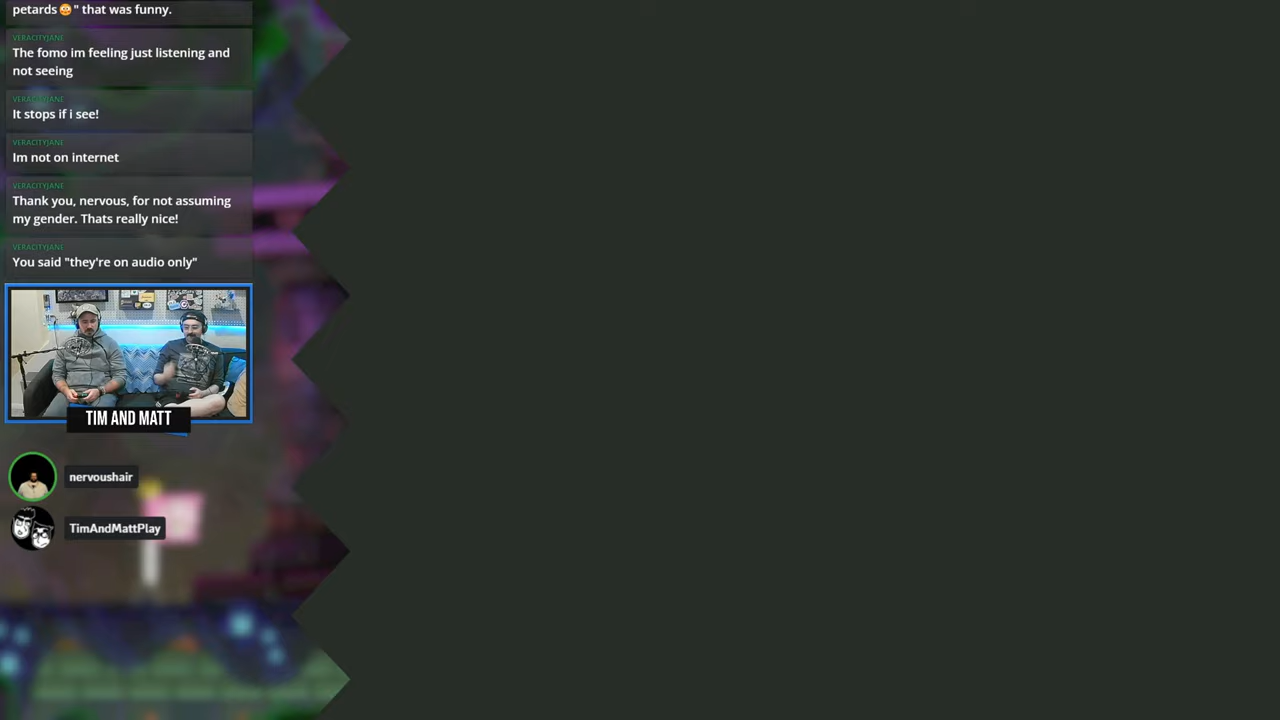 petards😳" that was funny.
VERACITYJANE
The fomo im feeling just listening and
not seeing
VERACITYJANE
It stops if i see!
VERACITYJANE
Im not on internet
VERACITYJANE
Thank you, nervous, for not assuming
my gender. Thats really nice!
VERACITYJANE
You said "they're on audio only"
TIM AND MATT
nervoushair
TimAndMattPlay